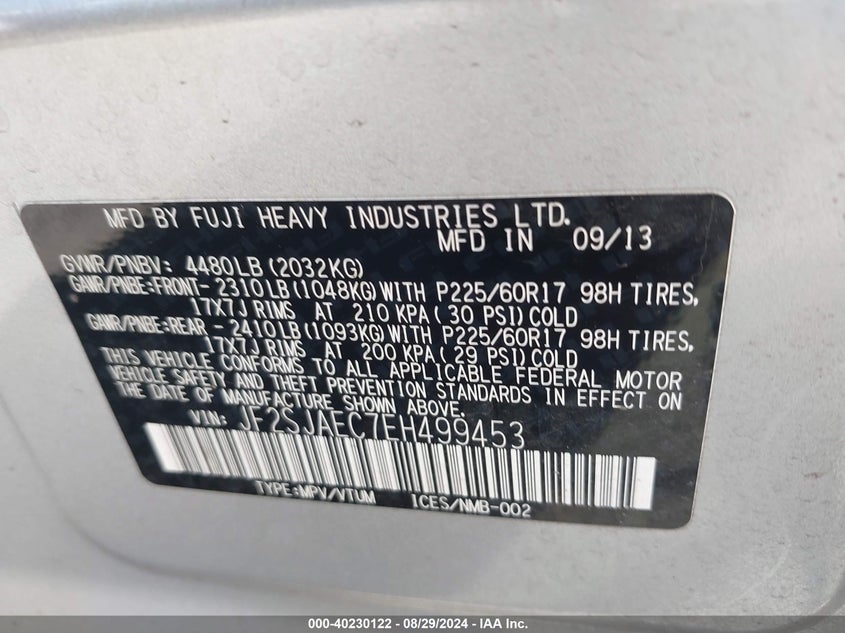 MFD BY FUJI HEAVY INDUSTRIES LTD.
MFD IN 09/13
GVWR/PNBV: 4480LB(2032KG)
GAWR/PNBE:FRONT- 2310LB(1048KG)WITH P225/60R17 98H TIRES,
17X7J RIMS AT 210 KPA(30 PSI)COLD
GAWR/PNBE:REAR - 2410LB(1093KG)WITH P225/60R17 98H TIRES,
17X7J RIMS AT 200 KPA(29 PSI)COLD
THIS VEHICLE CONFORMS TO ALL APPLICABLE FEDERAL MOTOR
VEHICLE SAFETY AND THEFT PREVENTION STANDARDS IN EFFECT ON
THE DATE OF MANUFACTURE SHOWN ABOVE.
VIN: JF2SJAEC7EH499453
TYPE:MPV/VTUM ICES/NMB-002
000-40230122 - 08/29/2024 - IAA Inc.